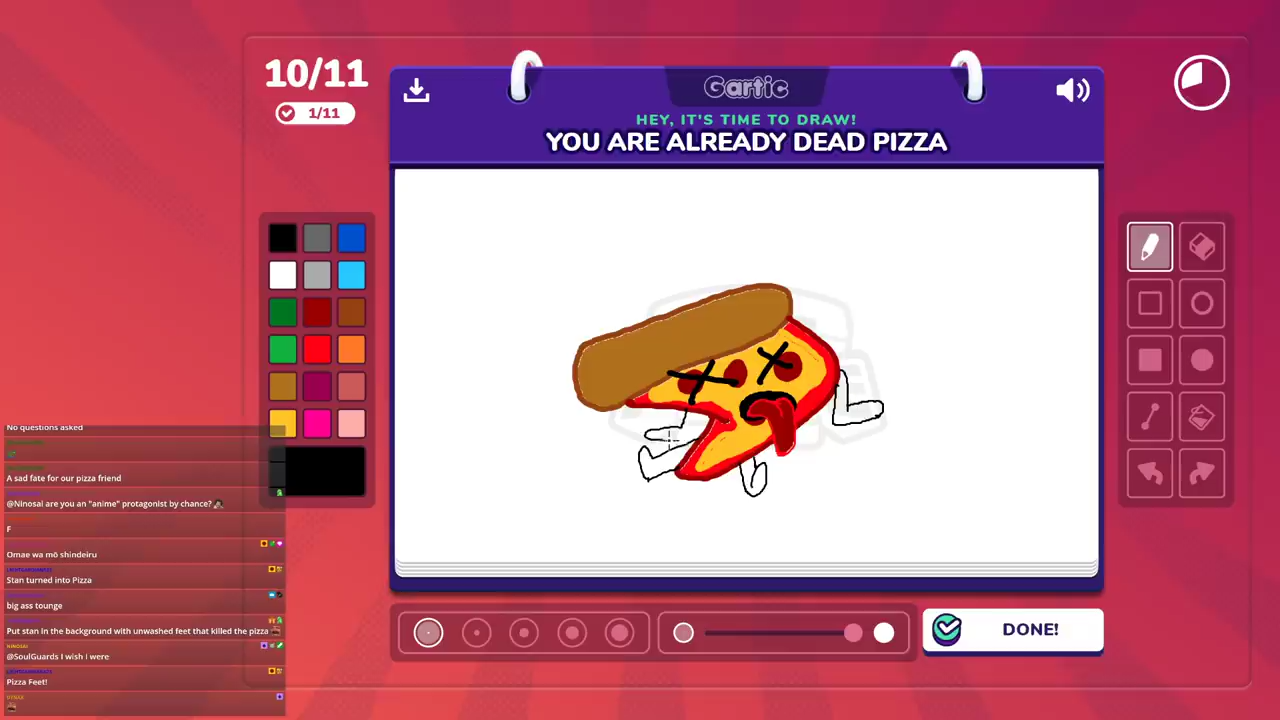 10/11
1/11
Gartic
HEY, IT'S TIME TO DRAW!
YOU ARE ALREADY DEAD PIZZA
No questions asked
A sad fate for our pizza friend
@Ninosai are you an "anime" protagonist by chance?
F
Omae wa mō shindeiru
Stan turned into Pizza
big ass tounge
Put stan in the background with unwashed feet that killed the pizza
@SoulGuards I wish I were
Pizza Feet!
DONE!